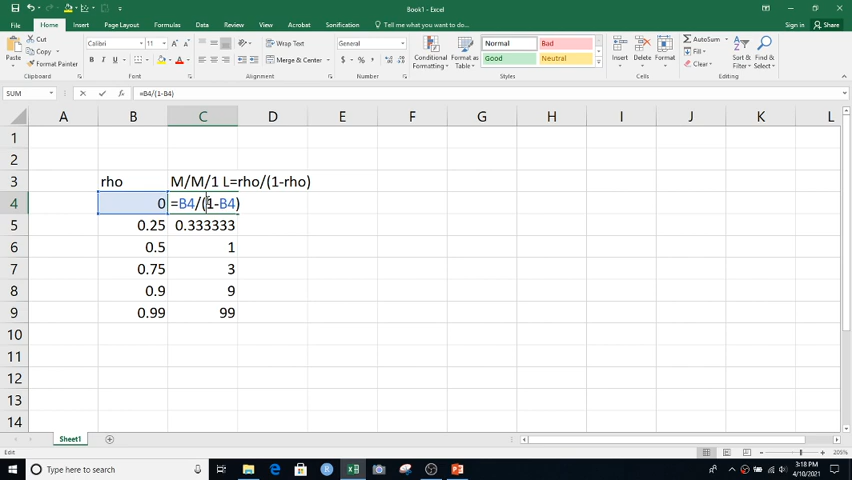 Book1 - Excel
Sign in
Share
File
Home
Insert
Page Layout
Formulas
Data
Review
View
Acrobat
Sonification
Tell me what you want to do...
Paste
Cut
Copy
Format Painter
Clipboard
Calibri
11
B I U
Font
Wrap Text
Merge & Center
Alignment
General
$ %
Number
Conditional Formatting
Format as Table
Normal
Bad
Good
Neutral
Styles
Insert
Delete
Format
Cells
AutoSum
Fill
Clear
Sort & Filter
Find & Select
Editing
SUM
fx
=B4/(1-B4)
A B C D E F G H I J K L
1
2
3 rho M/M/1 L=rho/(1-rho)
4 0 =B4/(1-B4)
5 0.25 0.333333
6 0.5 1
7 0.75 3
8 0.9 9
9 0.99 99
10
11
12
13
14
Sheet1
Edit
205%
Type here to search
3:18 PM
4/10/2021